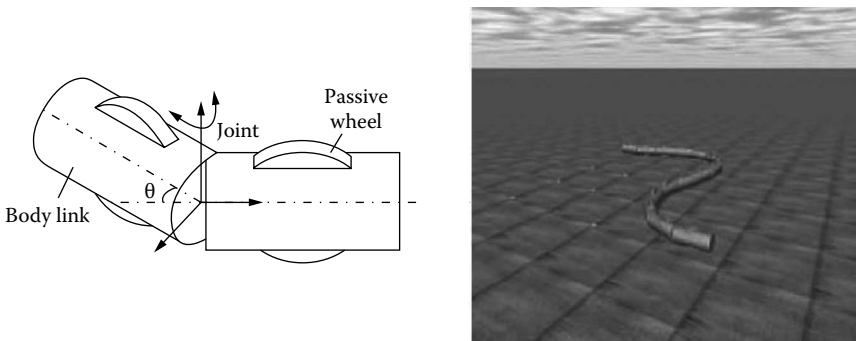 Passive
wheel
Joint
θ
Body link